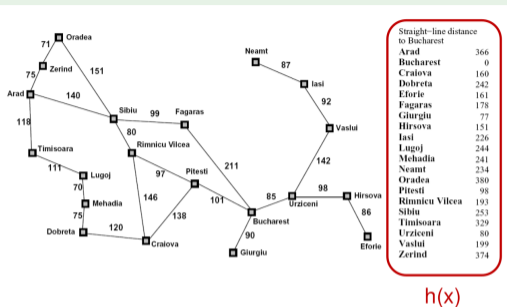 Oradea
71
Neamt
Zerind
87
75
151
Iasi
Arad
140
92
Sibiu
99
Fagaras
118
80
Vaslui
Rimnicu Vilcea
Timisoara
142
111
Lugoj
97
Pitesti
211
70
98
Hirsova
Mehadia
146
101
85
Urziceni
75
138
86
120
Bucharest
Dobreta
90
Craiova
Eforie
Giurgiu
Straight-line distance
to Bucharest
Arad 366
Bucharest 0
Craiova 160
Dobreta 242
Eforie 161
Fagaras 178
Giurgiu 77
Hirsova 151
Iasi 226
Lugoj 244
Mehadia 241
Neamt 234
Oradea 380
Pitesti 98
Rimnicu Vilcea 193
Sibiu 253
Timisoara 329
Urziceni 80
Vaslui 199
Zerind 374
h(x)